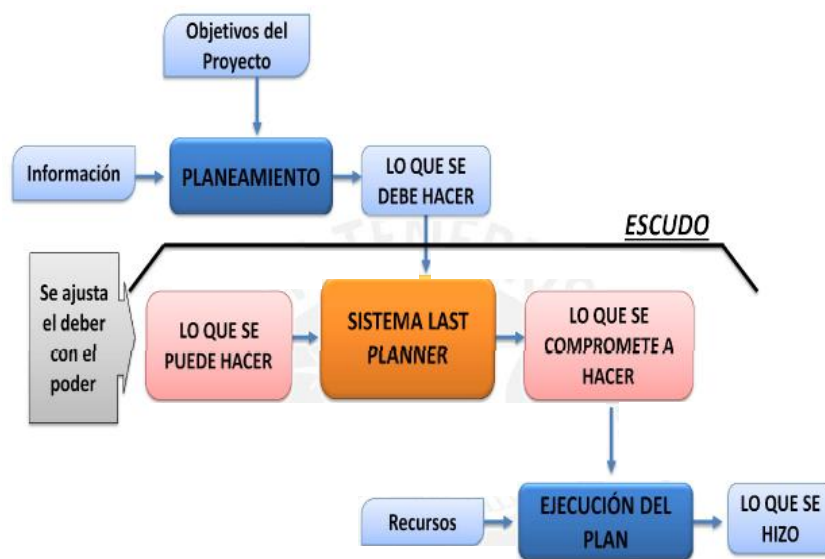 Objetivos del
Proyecto
Información
PLANEAMIENTO
LO QUE SE
DEBE HACER
ESCUDO
Se ajusta
el deber
con el
poder
LO QUE SE
PUEDE HACER
SISTEMA LAST
PLANNER
LO QUE SE
COMPROMETE A
HACER
Recursos
EJECUCIÓN DEL
PLAN
LO QUE SE
HIZO